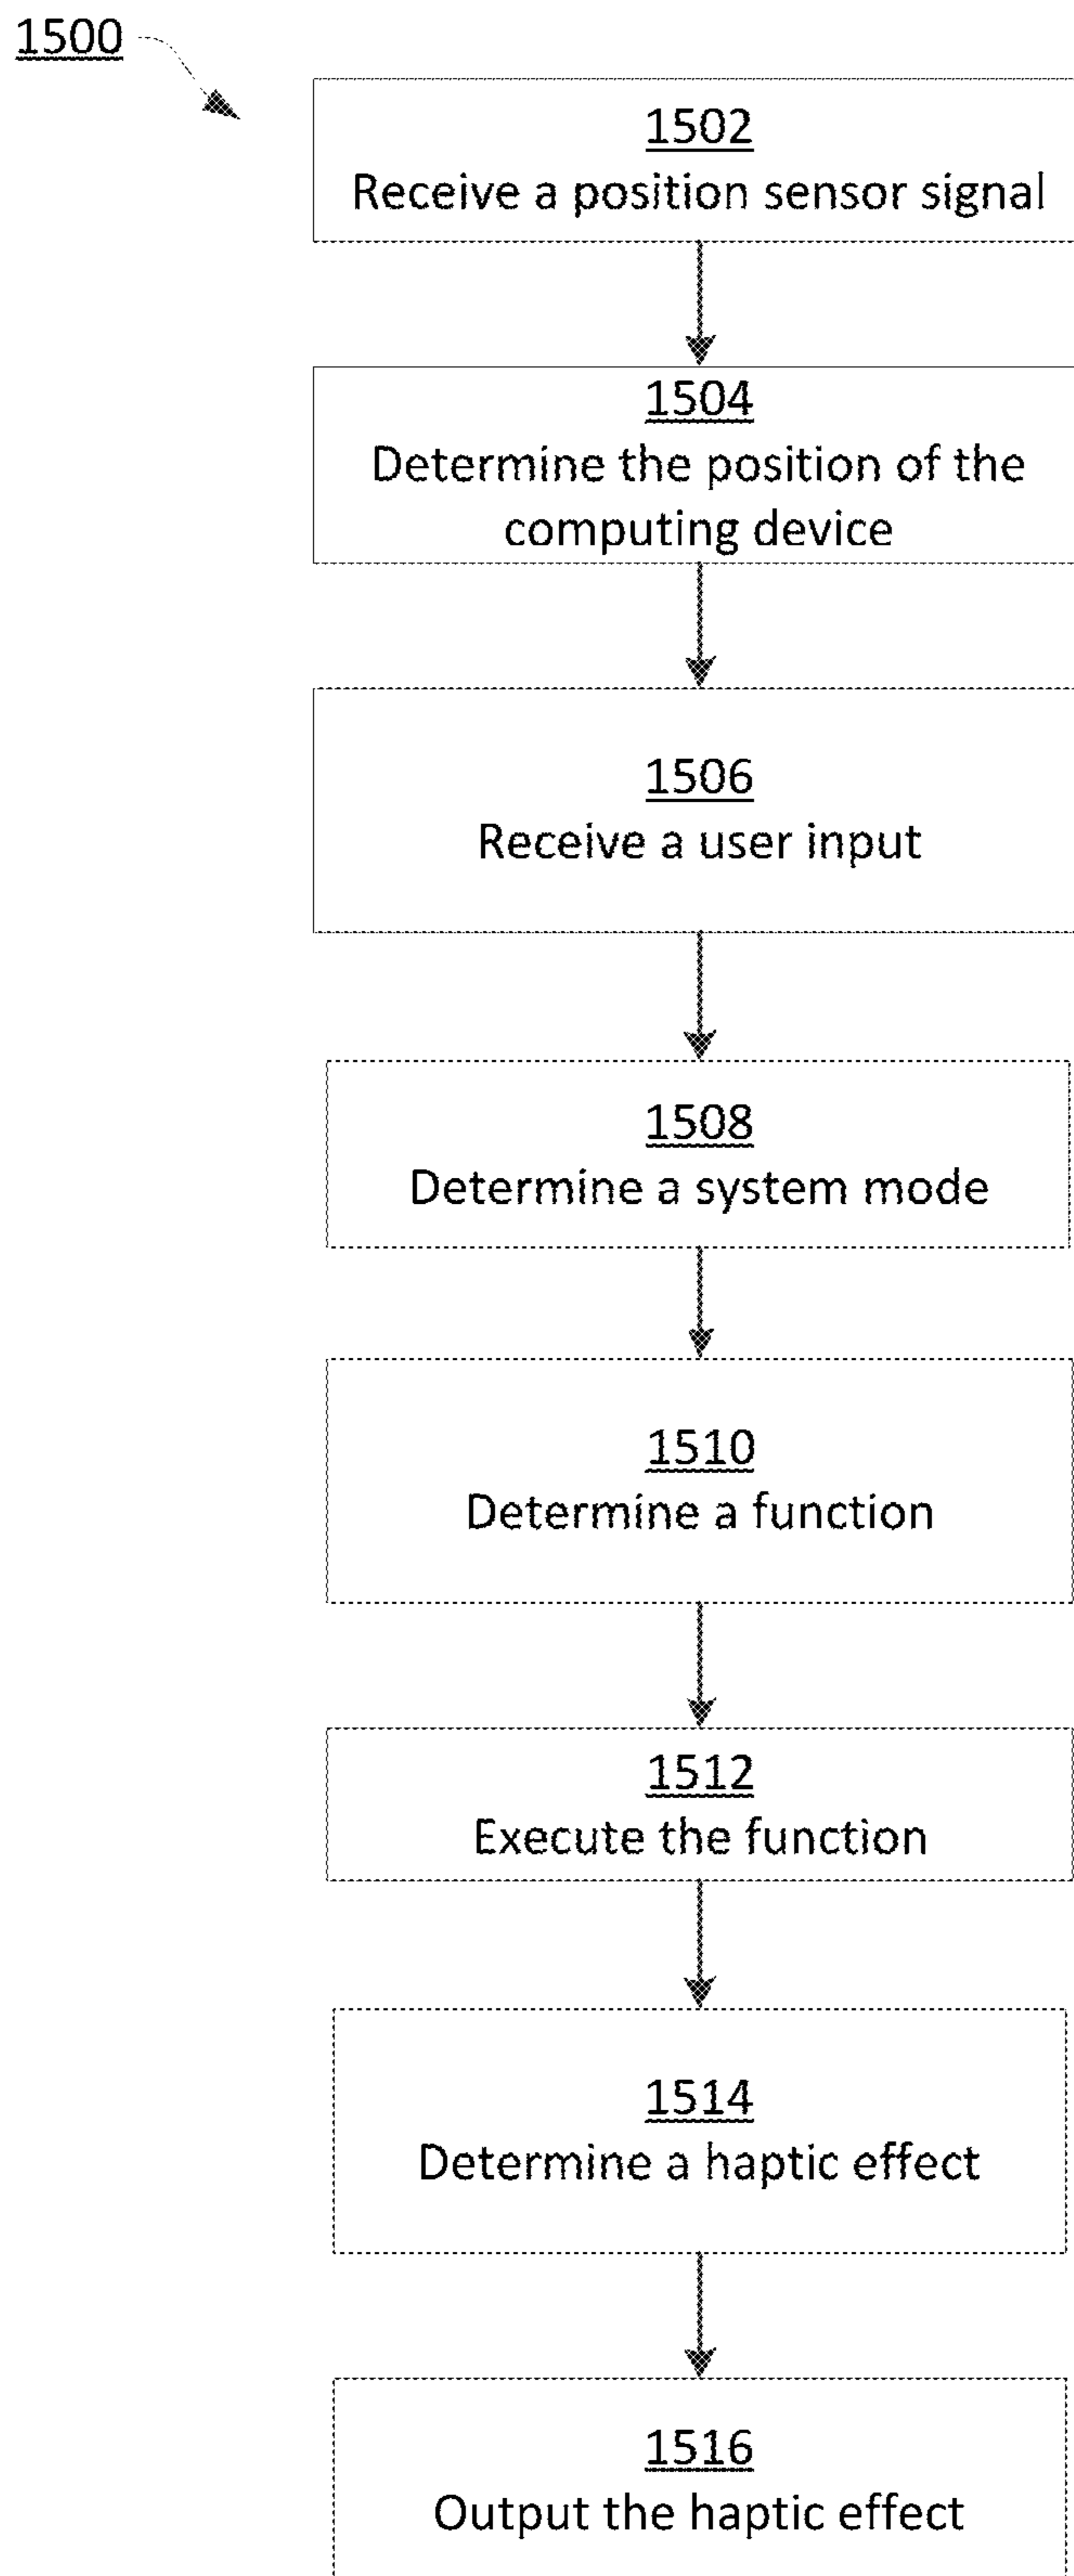 1500
1502
Receive a position sensor signal
1504
Determine the position of the
computing device
1506
Receive a user input
1508
Determine a system mode
1510
Determine a function
1512
Execute the function
1514
Determine a haptic effect
1516
Output the haptic effect